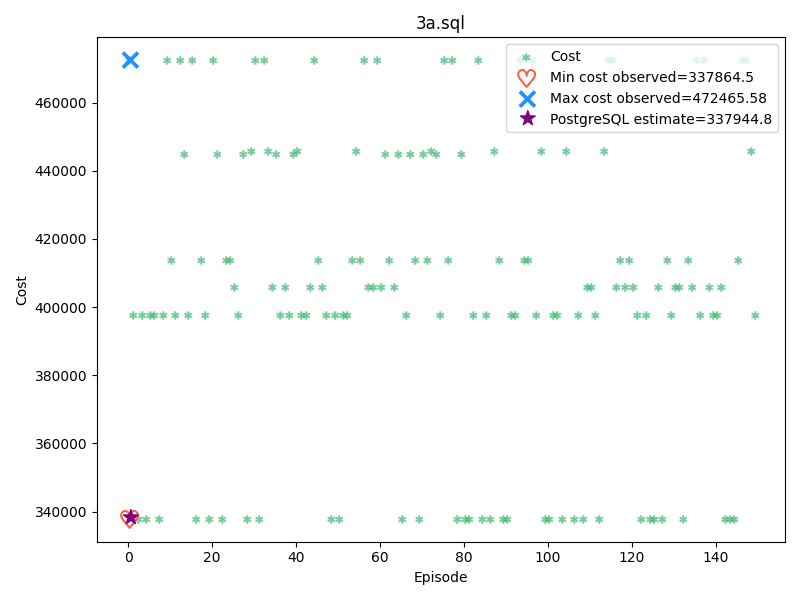 3a.sql
Cost
Min cost observed=337864.5
Max cost observed=472465.58
PostgreSQL estimate=337944.8
Cost
460000
440000
420000
400000
380000
360000
340000
0 20 40 60 80 100 120 140
Episode